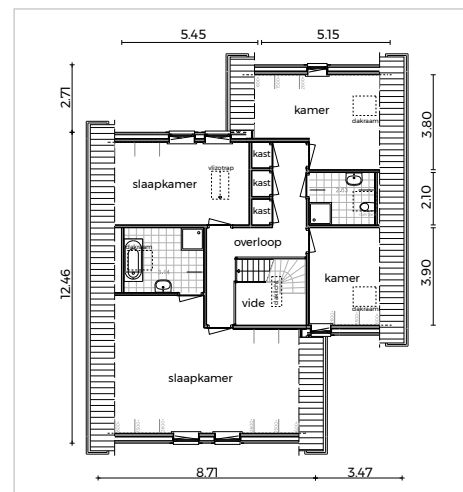 5.45 5.15
2.71
kamer
dakraam
3.80
kast
vlizotrap
slaapkamer
kast
2.10
kast
overloop
dakraam
kamer
3.90
12.46
vide
dakraam
slaapkamer
8.71 3.47